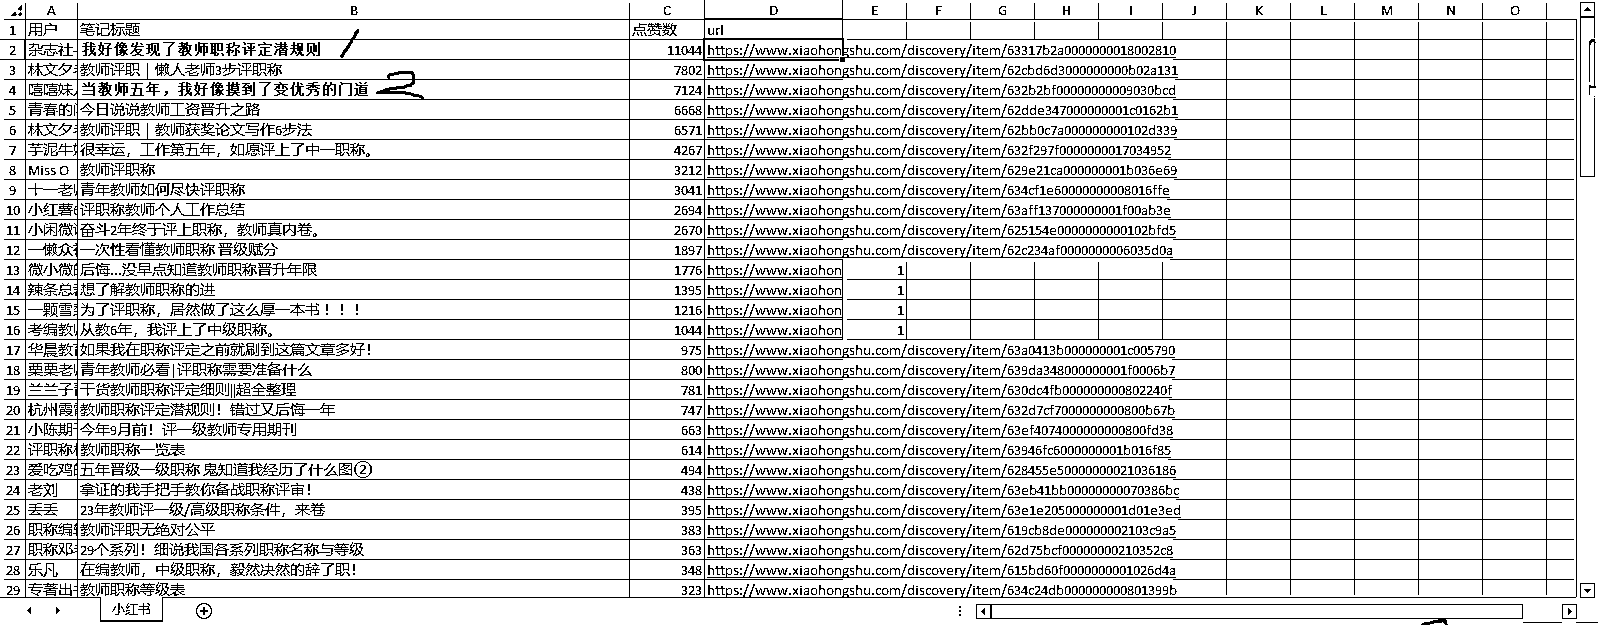 A B C D E F G H I J K L M N O
1 用户 笔记标题 点赞数 url
2 杂志社- 我好像发现了教师职称评定潜规则 1 11044 https://www.xiaohongshu.com/discovery/item/63317b2a0000000018002810
3 林文夕老 教师评职｜懒人老师3步评职称 7802 https://www.xiaohongshu.com/discovery/item/62cbd6d3000000000b02a131
4 嘻嘻妹 当教师五年，我好像摸到了变优秀的门道 2 7124 https://www.xiaohongshu.com/discovery/item/632b2bf00000000009030bcd
5 青春的 今日说说教师工资晋升之路 6668 https://www.xiaohongshu.com/discovery/item/62dde347000000001c0162b1
6 林文夕老 教师评职｜教师获奖论文写作6步法 6571 https://www.xiaohongshu.com/discovery/item/62bb0c7a000000000102d339
7 芋泥牛 很幸运，工作第五年，如愿评上了中一职称。 4267 https://www.xiaohongshu.com/discovery/item/632f297f0000000017034952
8 Miss O 教师评职称 3212 https://www.xiaohongshu.com/discovery/item/629e21ca000000001b036e69
9 十一老 青年教师如何尽快评职称 3041 https://www.xiaohongshu.com/discovery/item/634cf1e60000000008016ffe
10 小红薯6 评职称教师个人工作总结 2694 https://www.xiaohongshu.com/discovery/item/63aff137000000001f00ab3e
11 小闲微 奋斗2年终于评上职称，教师真内卷。 2670 https://www.xiaohongshu.com/discovery/item/625154e0000000010​2bfd5
12 一懒众 一次性看懂教师职称 晋级赋分 1897 https://www.xiaohongshu.com/discovery/item/62c234af0000000006035d0a
13 微小微 后悔...没早点知道教师职称晋升年限 1776 https://www.xiaohon 1
14 辣条总 想了解教师职称的进 1395 https://www.xiaohon 1
15 一颗雪 为了评职称，居然做了这么厚一本书！！！ 1216 https://www.xiaohon 1
16 考编教 从教6年，我评上了中级职称。 1044 https://www.xiaohon 1
17 华晨教 如果我在职称评定之前就刷到这篇文章多好！ 975 https://www.xiaohongshu.com/discovery/item/63a0413b000000001c005790
18 栗栗老 青年教师必看|评职称需要准备什么 800 https://www.xiaohongshu.com/discovery/item/639da348000000001f0006b7
19 兰兰子 干货教师职称评定细则||超全整理 781 https://www.xiaohongshu.com/discovery/item/630dc4fb000000000802240f
20 杭州霞 教师职称评定潜规则！错过又后悔一年 747 https://www.xiaohongshu.com/discovery/item/632d7cf7000000000800b67b
21 小陈期 今年9月前！评一级教师专用期刊 663 https://www.xiaohongshu.com/discovery/item/63ef4074000000000800fd38
22 评职称 教师职称一览表 614 https://www.xiaohongshu.com/discovery/item/63946fc6000000001b016f85
23 爱吃鸡 五年晋级一级职称 鬼知道我经历了什么图② 494 https://www.xiaohongshu.com/discovery/item/628455e50000000021036186
24 老刘 拿证的我手把手教你备战职称评审！ 438 https://www.xiaohongshu.com/discovery/item/63eb41bb00000000070386bc
25 丢丢 23年教师评一级/高级职称条件，来卷 395 https://www.xiaohongshu.com/discovery/item/63e1e205000000001d01e3ed
26 职称编 教师评职无绝对公平 383 https://www.xiaohongshu.com/discovery/item/619cb8de000000002103c9a5
27 职称邓 29个系列！细说我国各系列职称名称与等级 363 https://www.xiaohongshu.com/discovery/item/62d75bcf00000000210352c8
28 乐凡 在编教师，中级职称，毅然决然的辞了职！ 348 https://www.xiaohongshu.com/discovery/item/615bd60f0000000001026d4a
29 专著出 教师职称等级表 323 https://www.xiaohongshu.com/discovery/item/634c24db000000000801399b
小红书